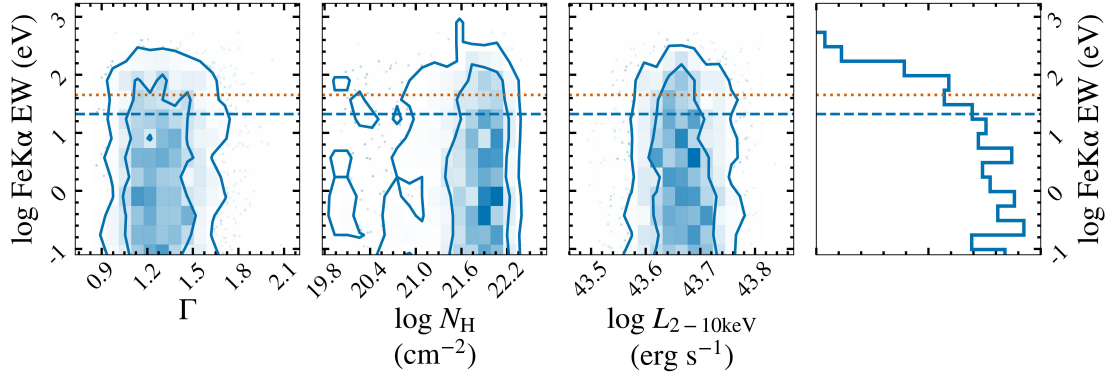 log FeKα EW (eV)
3
2
1
0
-1
0.9 1.2 1.5 1.8 2.1
Γ
19.8 20.4 21.0 21.6 22.2
log N_H
(cm⁻²)
43.5 43.6 43.7 43.8
log L_{2−10keV}
(erg s⁻¹)
3
2
1
0
-1
log FeKα EW (eV)